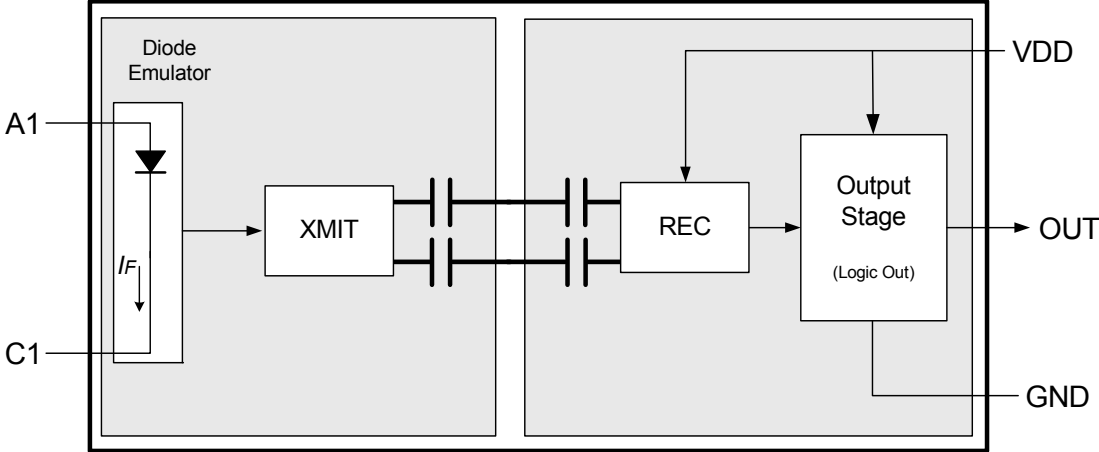 Diode
Emulator
VDD
A1
XMIT
REC
Output
Stage
(Logic Out)
OUT
IF
C1
GND